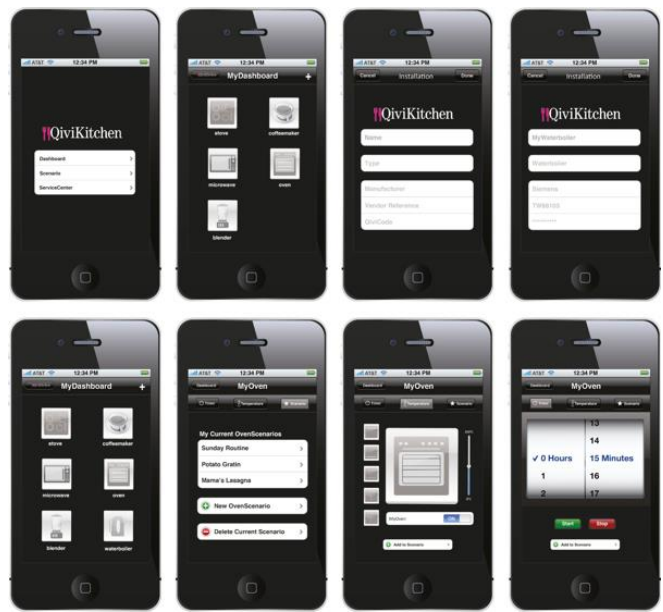 AT&T 12:34 PM
QiviKitchen
Dashboard
Scenario
ServiceCenter
AT&T 12:34 PM
MyDashboard +
stove coffeemaker
microwave oven
blender
AT&T 12:34 PM
Cancel Installation Done
QiviKitchen
Name
Type
Manufacturer
Vendor Reference
QiviCode
AT&T 12:34 PM
Cancel Installation Done
QiviKitchen
MyWaterboiler
Waterboiler
Siemens
**********
AT&T 12:34 PM
MyDashboard +
stove coffeemaker
microwave oven
blender waterboiler
AT&T 12:34 PM
Dashboard MyOven
Timer Temperature Scenario
My Current OvenScenarios
Sunday Routine
Potato Gratin
Mama's Lasagna
New OvenScenario
Delete Current Scenario
AT&T 12:34 PM
Dashboard MyOven
Timer Temperature Scenario
ON
Add to Scenario
AT&T 12:34 PM
Dashboard MyOven
Timer Temperature Scenario
13
14
0 Hours 15 Minutes
1 16
2 17
Start Stop
Add to Scenario